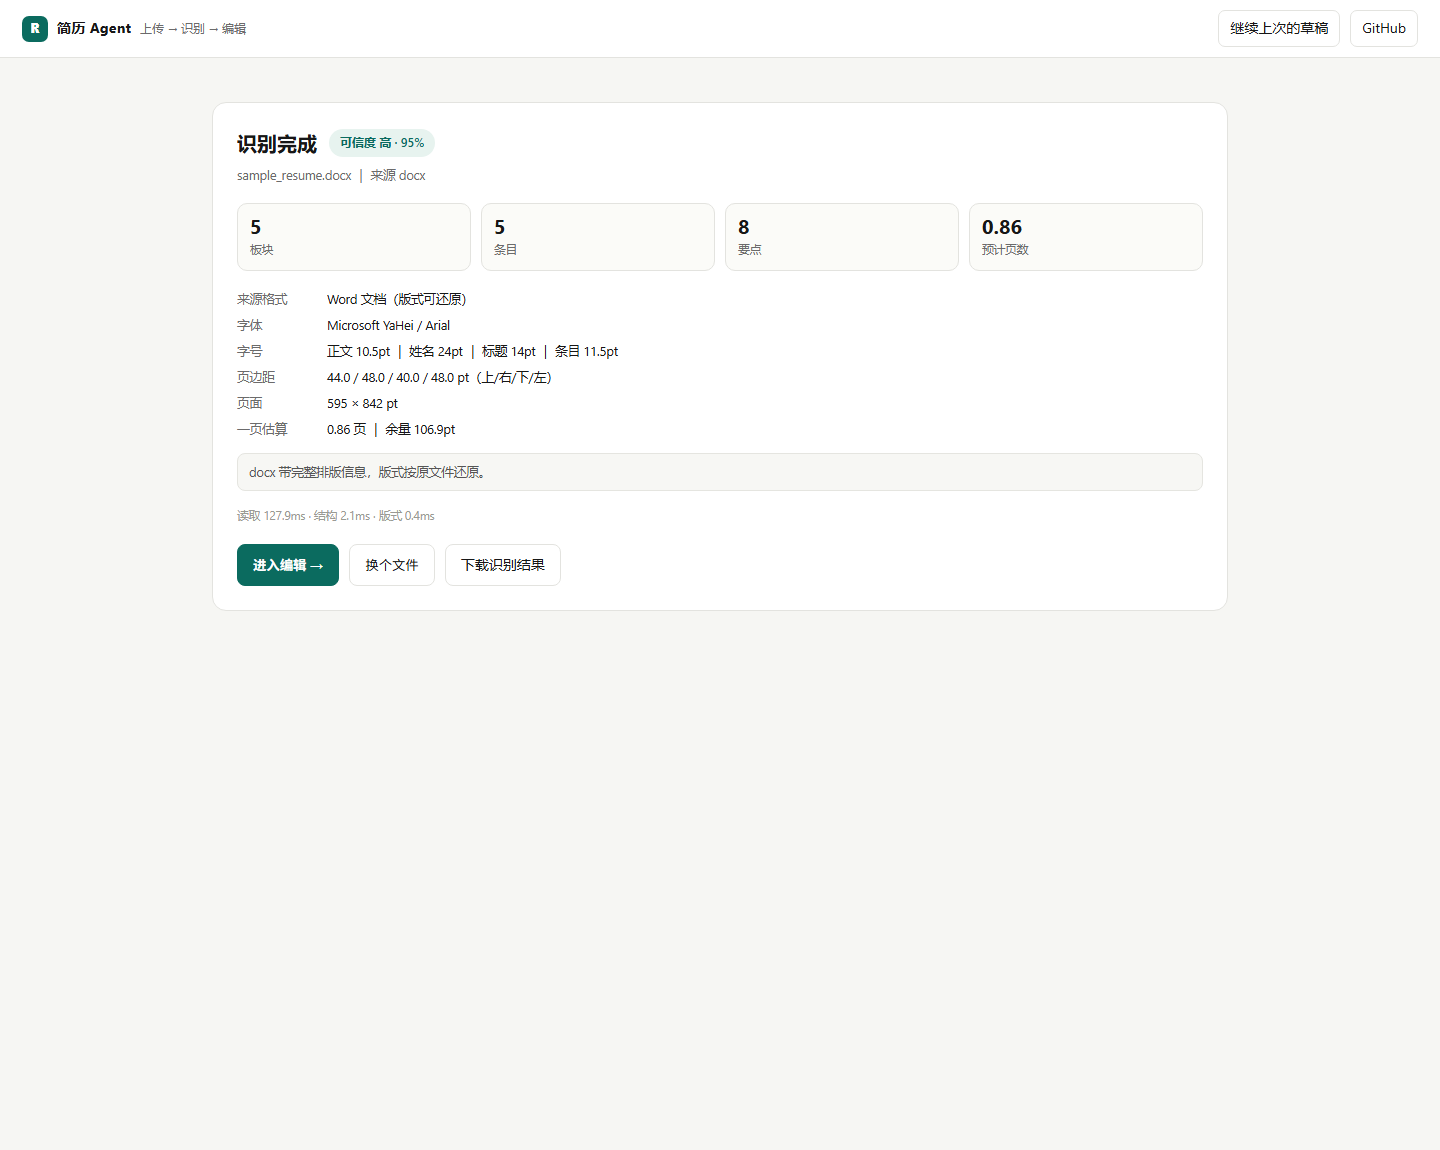 R 简历 Agent 上传 → 识别 → 编辑 继续上次的草稿 GitHub
识别完成 可信度 高 · 95%
sample_resume.docx | 来源 docx
5 5 8 0.86
板块 条目 要点 预计页数
来源格式 Word 文档（版式可还原）
字体 Microsoft YaHei / Arial
字号 正文 10.5pt | 姓名 24pt | 标题 14pt | 条目 11.5pt
页边距 44.0 / 48.0 / 40.0 / 48.0 pt（上/右/下/左）
页面 595 × 842 pt
一页估算 0.86 页 | 余量 106.9pt
docx 带完整排版信息，版式按原文件还原。
读取 127.9ms · 结构 2.1ms · 版式 0.4ms
进入编辑 → 换个文件 下载识别结果